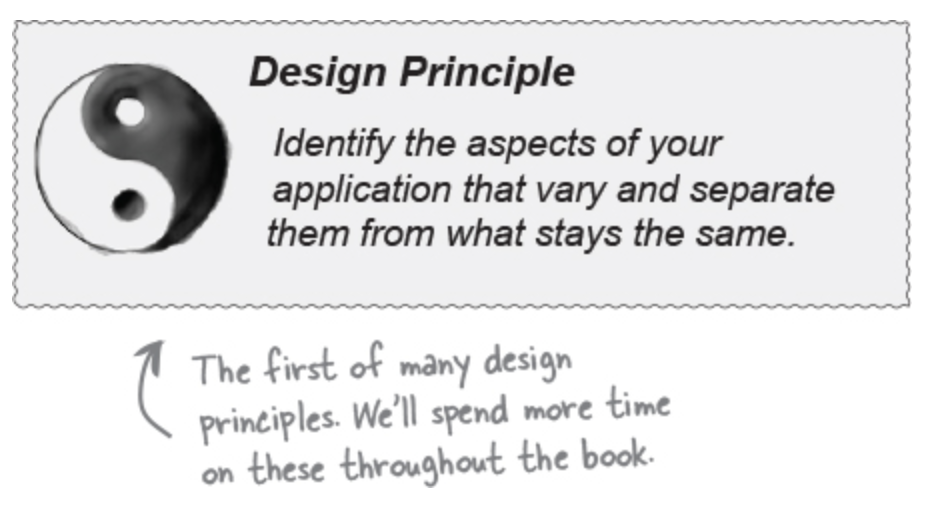 Design Principle
Identify the aspects of your
application that vary and separate
them from what stays the same.
The first of many design
principles. We'll spend more time
on these throughout the book.